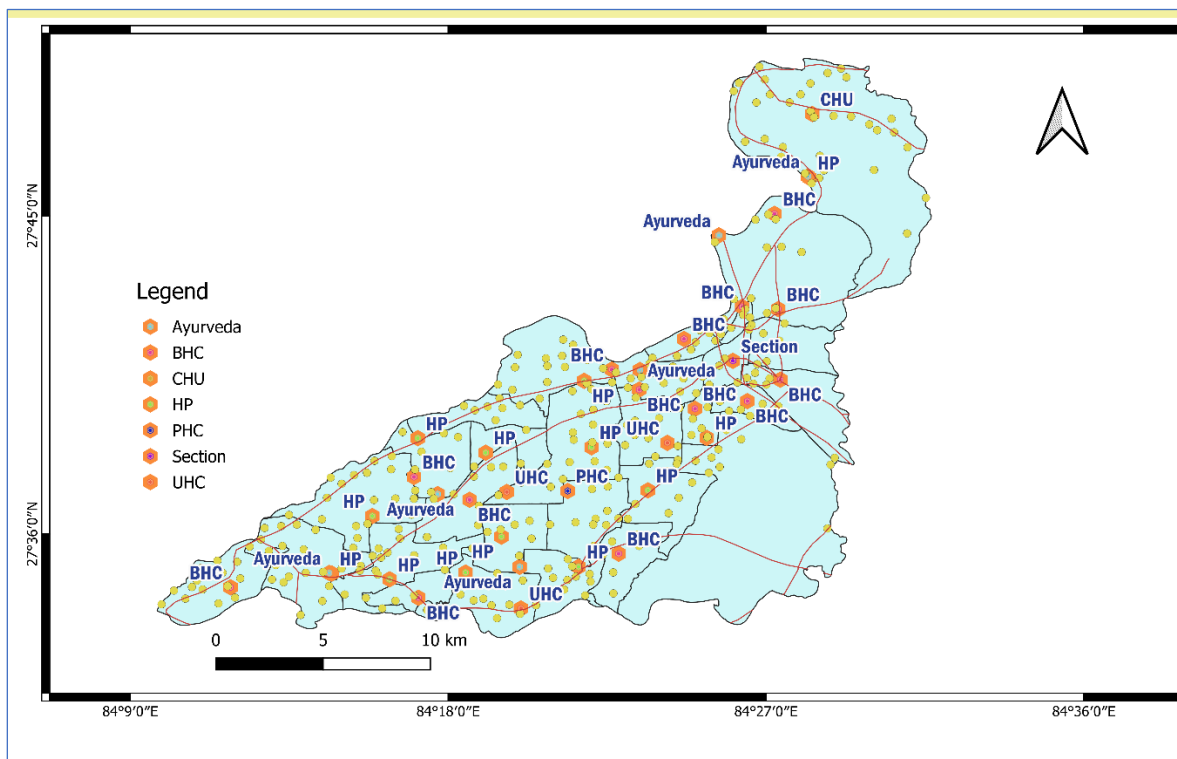 CHU
Ayurveda
HP
BHC
Ayurveda
27°45'0"N
Legend
Ayurveda
BHC
CHU
HP
PHC
Section
UHC
BHC
BHC
BHC
Section
BHC
Ayurveda
BHC
HP
BHC
BHC
BHC
HP
HP
HP
UHC
HP
BHC
UHC
PHC
HP
HP
Ayurveda
BHC
27°36'0"N
BHC
Ayurveda
HP
HP
HP
HP
Ayurveda
HP
BHC
BHC
UHC
0
5
10 km
84°9'0"E
84°18'0"E
84°27'0"E
84°36'0"E